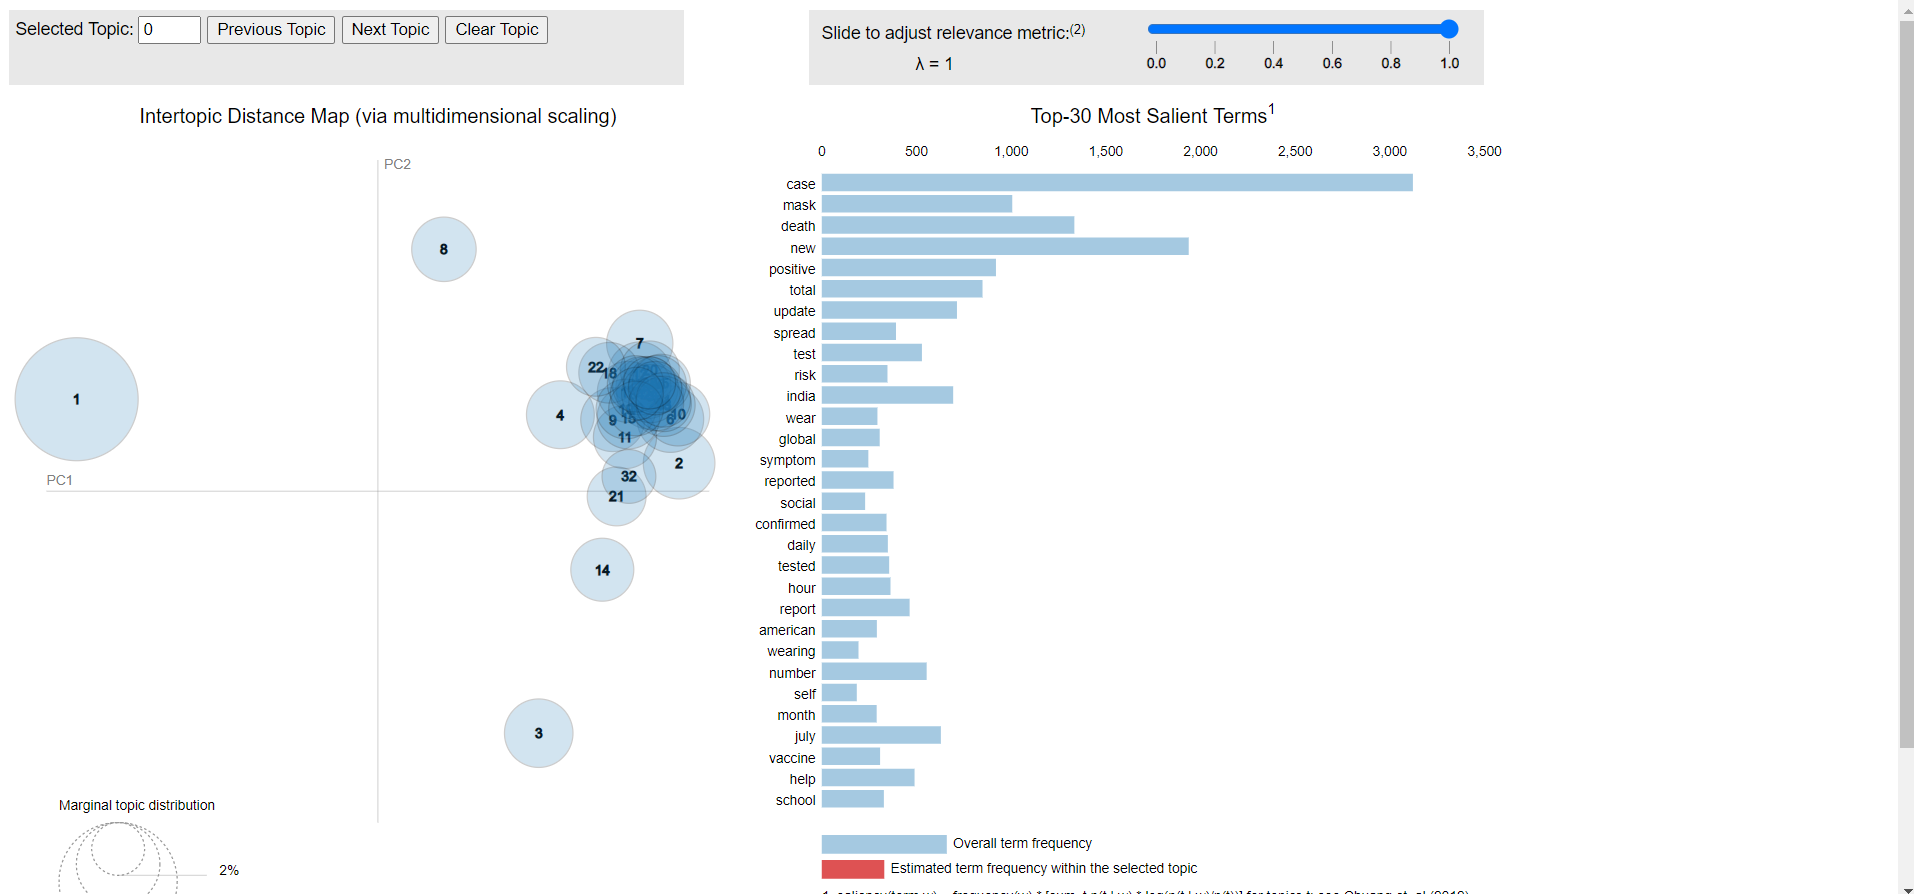 Selected Topic: 0 Previous Topic Next Topic Clear Topic
Slide to adjust relevance metric:(2)
λ = 1
0.0 0.2 0.4 0.6 0.8 1.0
Intertopic Distance Map (via multidimensional scaling)
PC2
8
7
22
18
1
4
9
10
6
11
2
32
PC1
21
14
3
Marginal topic distribution
2%
Top-30 Most Salient Terms1
0 500 1,000 1,500 2,000 2,500 3,000 3,500
case
mask
death
new
positive
total
update
spread
test
risk
india
wear
global
symptom
reported
social
confirmed
daily
tested
hour
report
american
wearing
number
self
month
july
vaccine
help
school
Overall term frequency
Estimated term frequency within the selected topic